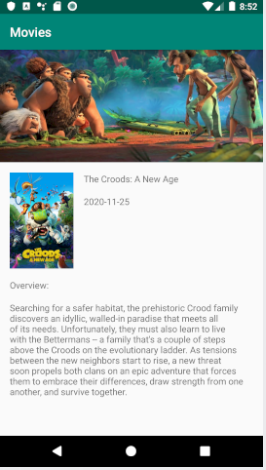 8:52
Movies
The Croods: A New Age
2020-11-25
THE
CROODS
A NEW AGE
Overview:
Searching for a safer habitat, the prehistoric Crood family
discovers an idyllic, walled-in paradise that meets all
of its needs. Unfortunately, they must also learn to live
with the Bettermans -- a family that's a couple of steps
above the Croods on the evolutionary ladder. As tensions
between the new neighbors start to rise, a new threat
soon propels both clans on an epic adventure that forces
them to embrace their differences, draw strength from one
another, and survive together.